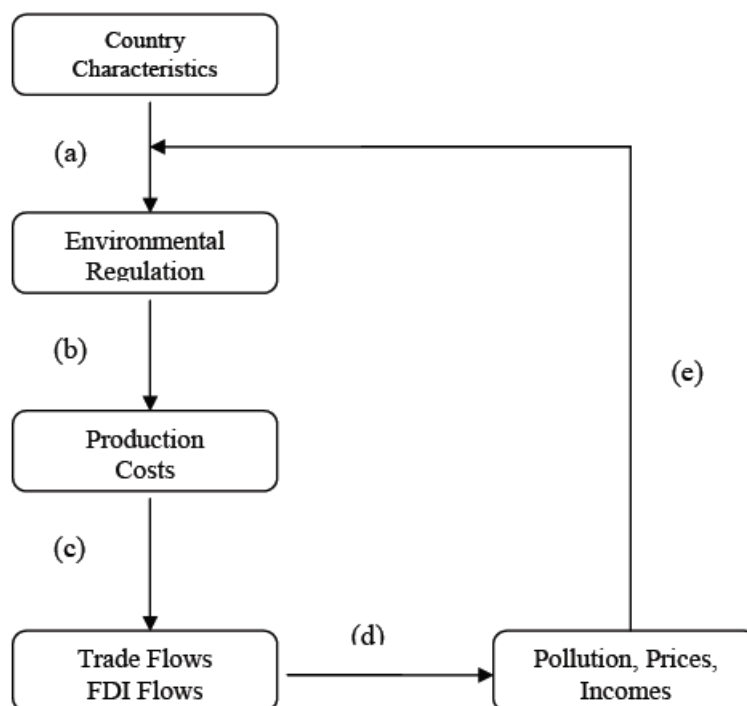 Country
Characteristics
(a)
Environmental
Regulation
(b)
(e)
Production
Costs
(c)
(d)
Trade Flows
FDI Flows
Pollution, Prices,
Incomes